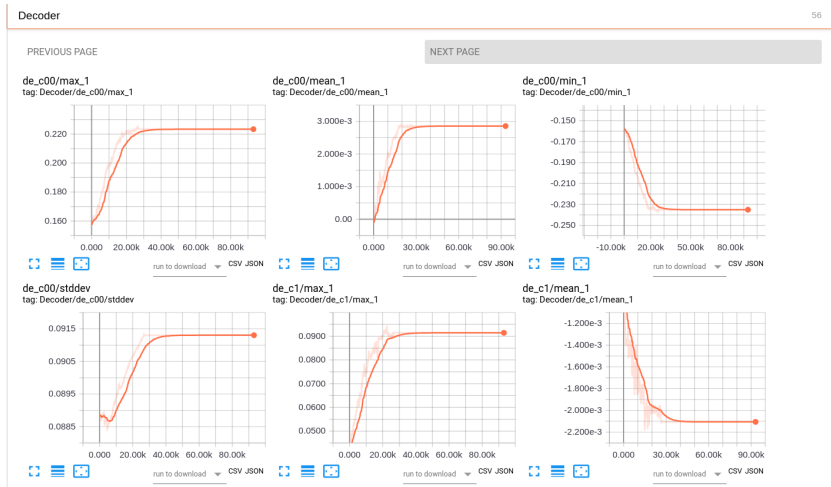 Decoder 56
PREVIOUS PAGE NEXT PAGE
de_c00/max_1
tag: Decoder/de_c00/max_1
0.220
0.200
0.180
0.160
0.000 20.00k 40.00k 60.00k 80.00k
run to download CSV JSON
de_c00/mean_1
tag: Decoder/de_c00/mean_1
3.000e-3
2.000e-3
1.000e-3
0.00
0.000 30.00k 60.00k 90.00k
run to download CSV JSON
de_c00/min_1
tag: Decoder/de_c00/min_1
-0.150
-0.170
-0.190
-0.210
-0.230
-0.250
-10.00k 20.00k 50.00k 80.00k
run to download CSV JSON
de_c00/stddev
tag: Decoder/de_c00/stddev
0.0915
0.0905
0.0895
0.0885
0.000 20.00k 40.00k 60.00k 80.00k
run to download CSV JSON
de_c1/max_1
tag: Decoder/de_c1/max_1
0.0900
0.0800
0.0700
0.0600
0.0500
0.000 20.00k 40.00k 60.00k 80.00k
run to download CSV JSON
de_c1/mean_1
tag: Decoder/de_c1/mean_1
-1.200e-3
-1.400e-3
-1.600e-3
-1.800e-3
-2.000e-3
-2.200e-3
0.000 30.00k 60.00k 90.00k
run to download CSV JSON